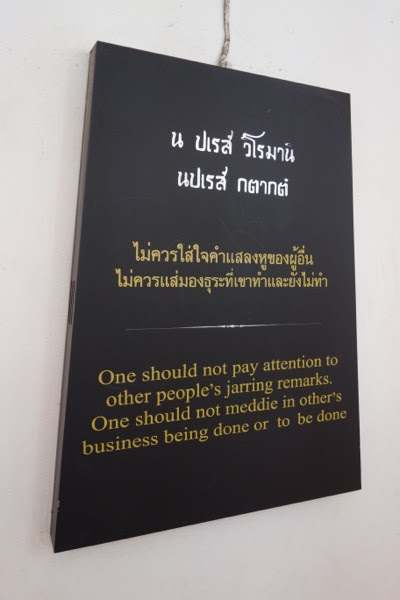 น ปเรสํ วิโรมานิ
นปเรสํ กตากตํ
ไม่ควรใส่ใจคำแสลงหูของผู้อื่น
ไม่ควรแส่มองธุระที่เขาทำและยังไม่ทำ
One should not pay attention to
other people's jarring remarks.
One should not meddie in other's
business being done or to be done